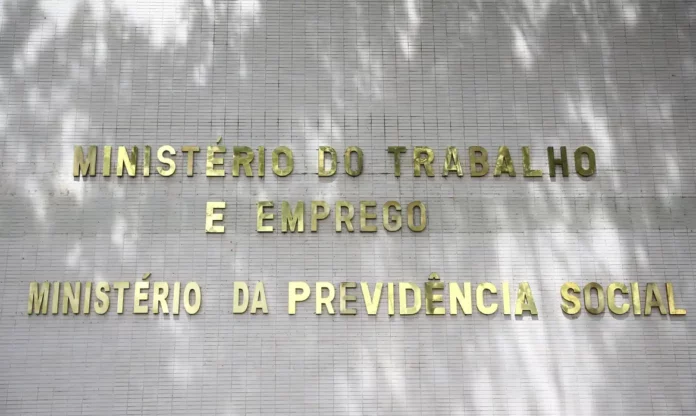 MINISTÉRIO DO TRABALHO
E EMPREGO
MINISTÉRIO DA PREVIDÊNCIA SOCIAL